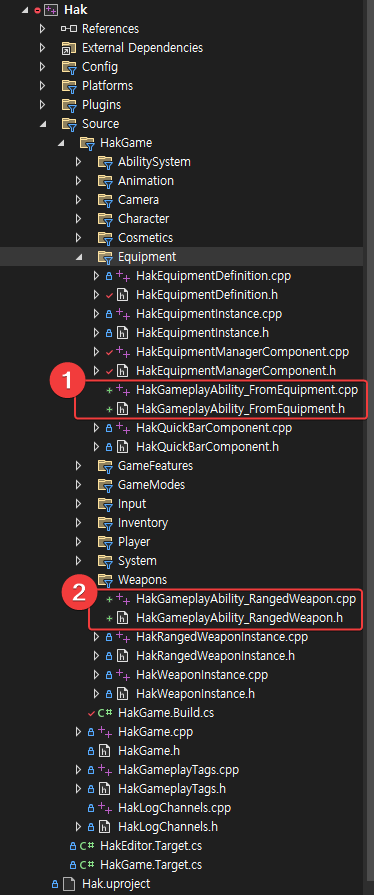 Hak
References
External Dependencies
Config
Platforms
Plugins
Source
HakGame
AbilitySystem
Animation
Camera
Character
Cosmetics
Equipment
HakEquipmentDefinition.cpp
HakEquipmentDefinition.h
HakEquipmentInstance.cpp
HakEquipmentInstance.h
HakEquipmentManagerComponent.cpp
HakEquipmentManagerComponent.h
1
HakGameplayAbility_FromEquipment.cpp
HakGameplayAbility_FromEquipment.h
HakQuickBarComponent.cpp
HakQuickBarComponent.h
GameFeatures
GameModes
Input
Inventory
Player
System
Weapons
2
HakGameplayAbility_RangedWeapon.cpp
HakGameplayAbility_RangedWeapon.h
HakRangedWeaponInstance.cpp
HakRangedWeaponInstance.h
HakWeaponInstance.cpp
HakWeaponInstance.h
C# HakGame.Build.cs
HakGame.cpp
HakGame.h
HakGameplayTags.cpp
HakGameplayTags.h
HakLogChannels.cpp
HakLogChannels.h
C# HakEditor.Target.cs
C# HakGame.Target.cs
Hak.uproject